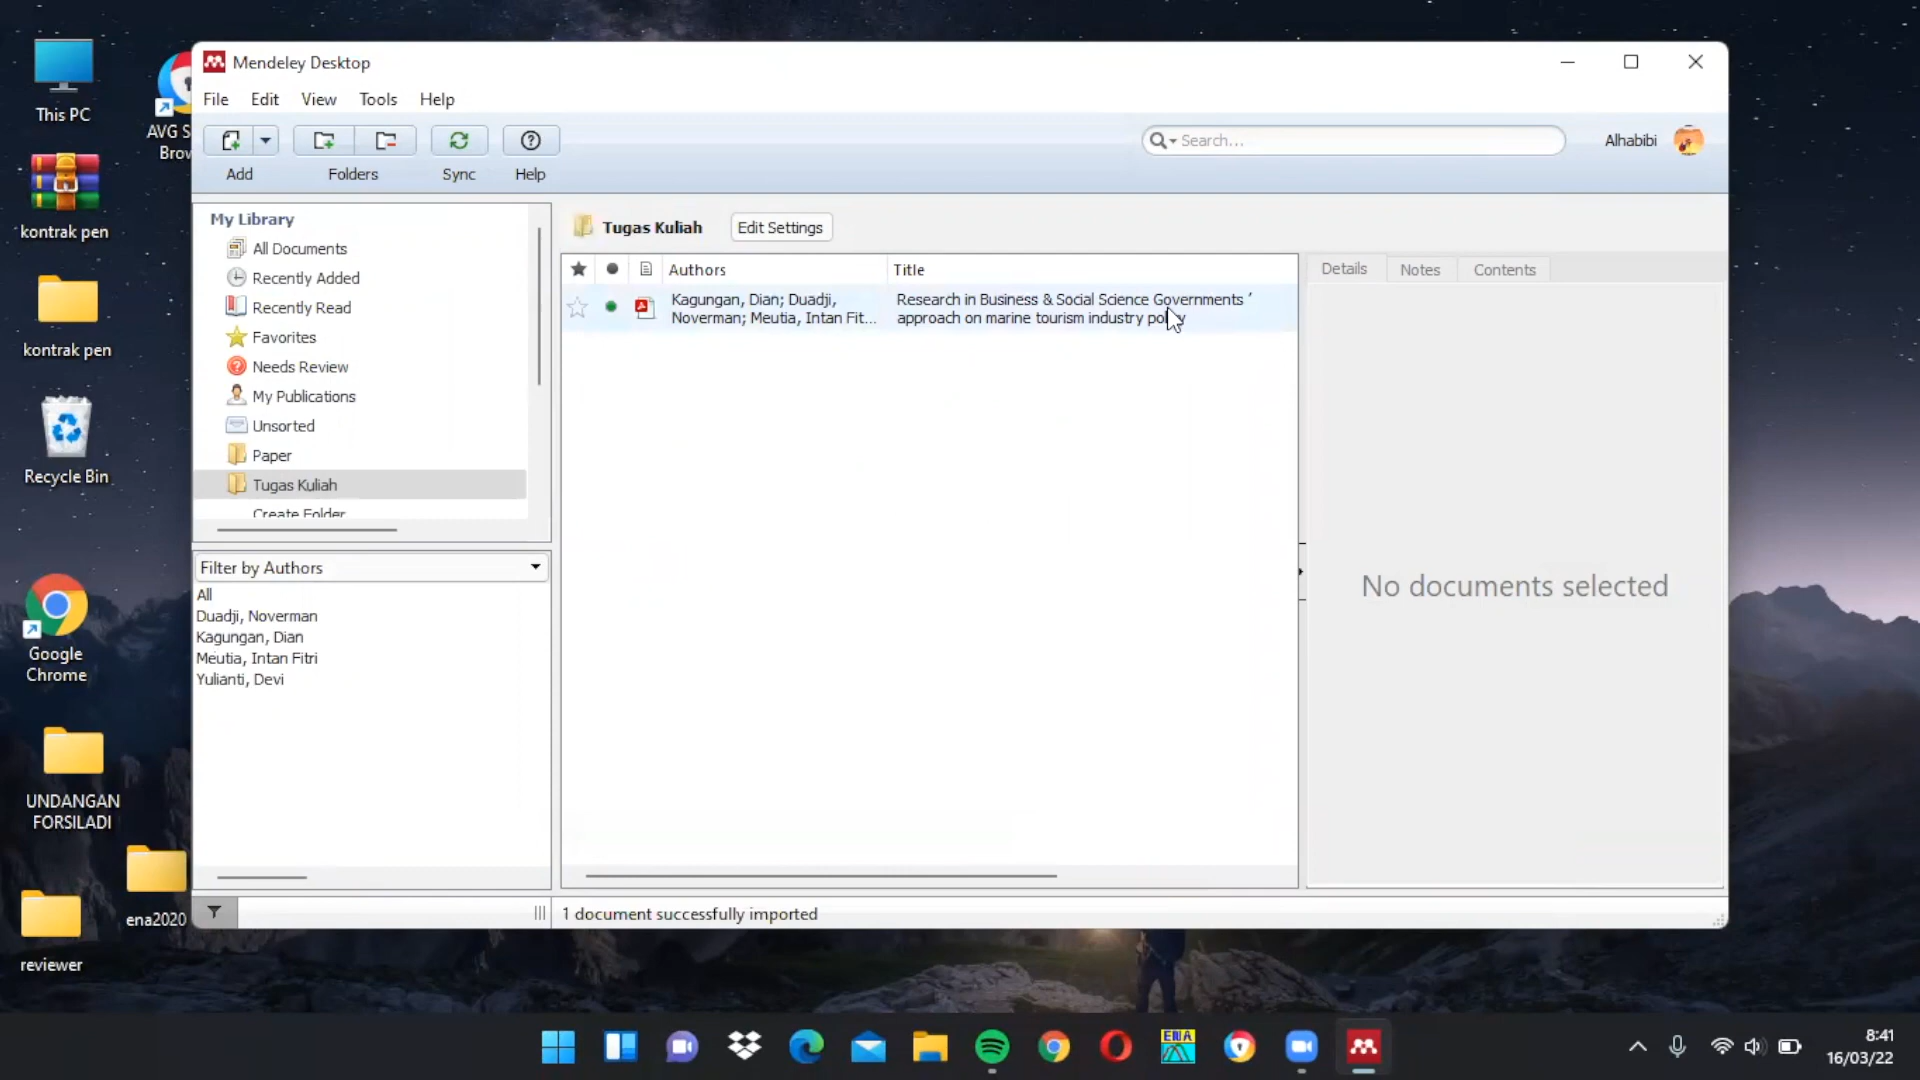 This PC
AVG S
Brow
kontrak pen
kontrak pen
Recycle Bin
Google
Chrome
UNDANGAN
FORSILADI
ena2020
reviewer
Mendeley Desktop
File Edit View Tools Help
Search...
Alhabibi
Add Folders Sync Help
My Library
All Documents
Recently Added
Recently Read
Favorites
Needs Review
My Publications
Unsorted
Paper
Tugas Kuliah
Create Folder
Filter by Authors
All
Duadji, Noverman
Kagungan, Dian
Meutia, Intan Fitri
Yulianti, Devi
Tugas Kuliah Edit Settings
Authors Title
Kagungan, Dian; Duadji,
Noverman; Meutia, Intan Fit...
Research in Business & Social Science Governments ’
approach on marine tourism industry policy
Details Notes Contents
No documents selected
1 document successfully imported
ENA
8:41
16/03/22